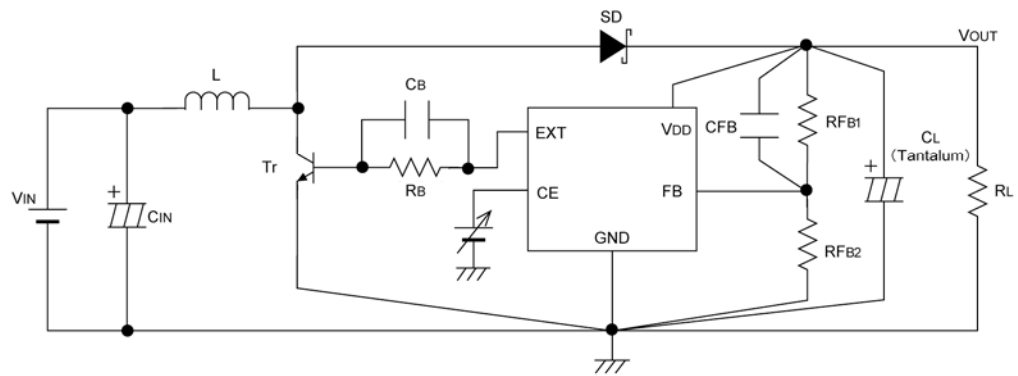 SD
VOUT
L
CB
EXT
VDD
CFB
RFB1
CL
(Tantalum)
Tr
RB
CE
FB
RL
VIN
+
CIN
+
GND
RFB2